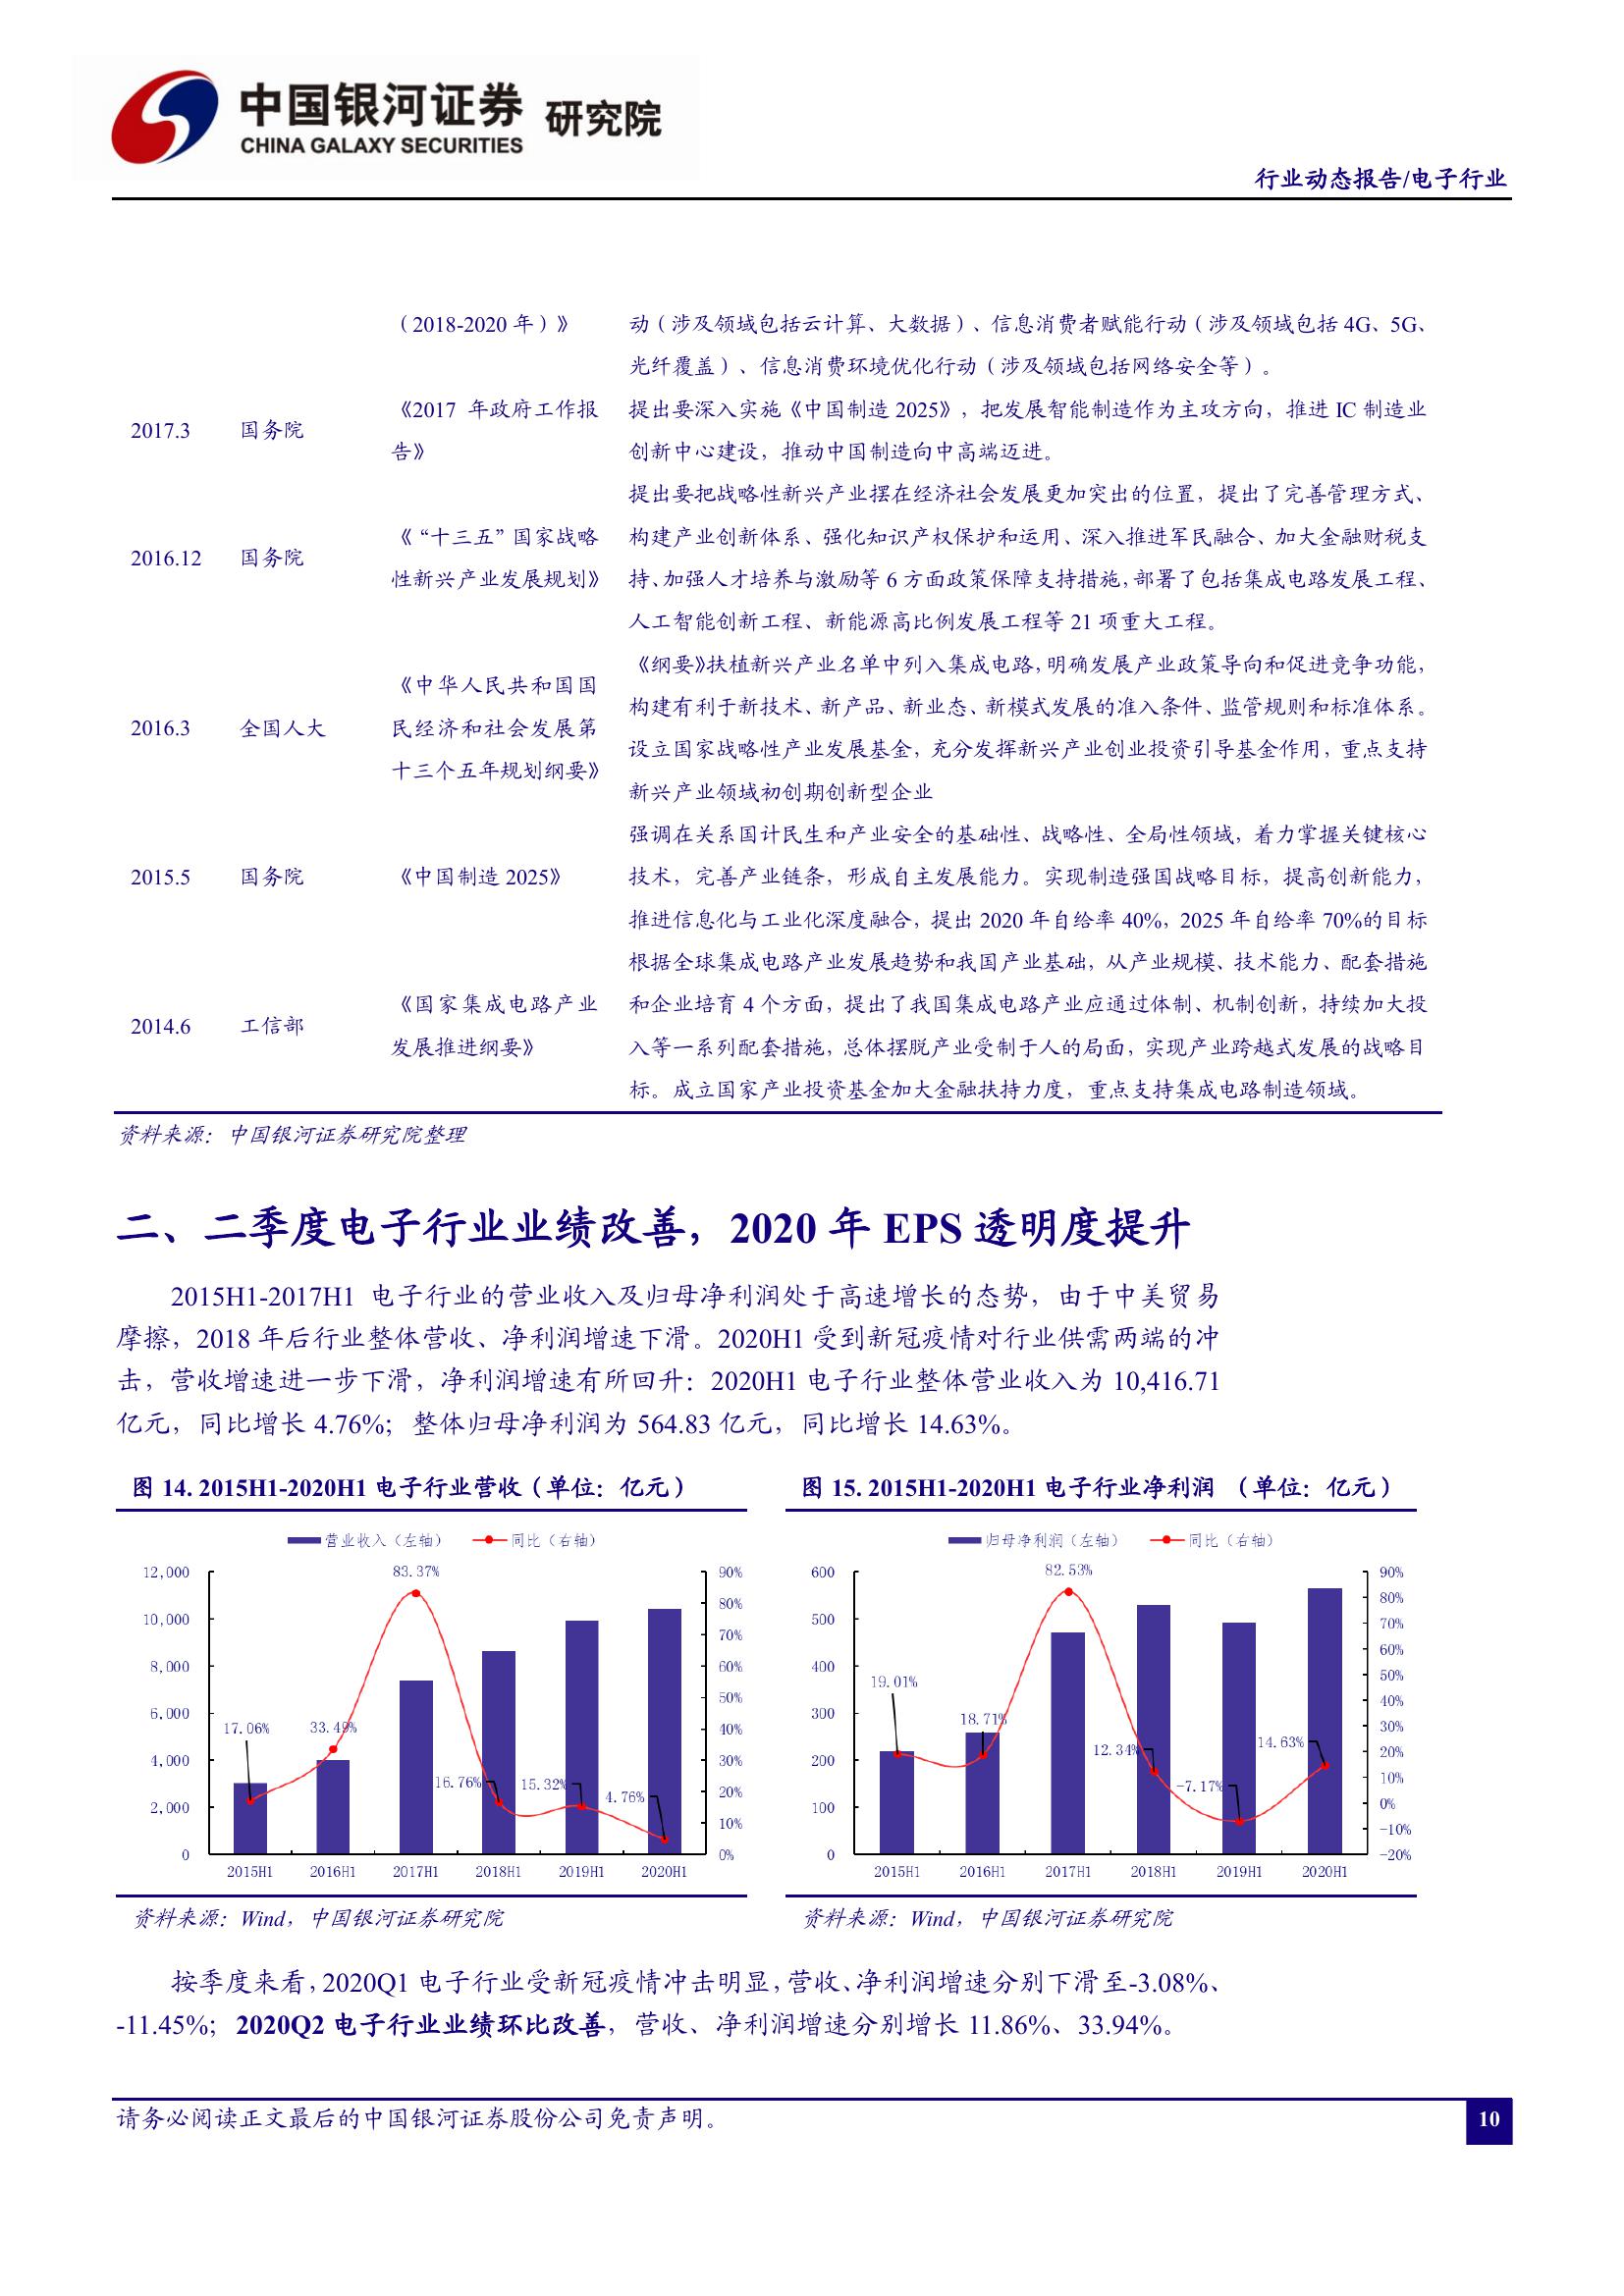 中国银河证券 研究院
CHINA GALAXY SECURITIES
行业动态报告/电子行业
（2018-2020 年）》
动（涉及领域包括云计算、大数据）、信息消费者赋能行动（涉及领域包括 4G、5G、
光纤覆盖）、信息消费环境优化行动（涉及领域包括网络安全等）。
2017.3
国务院
《2017 年政府工作报
告》
提出要深入实施《中国制造 2025》，把发展智能制造作为主攻方向，推进 IC 制造业
创新中心建设，推动中国制造向中高端迈进。
2016.12
国务院
《“十三五”国家战略
性新兴产业发展规划》
提出要把战略性新兴产业摆在经济社会发展更加突出的位置，提出了完善管理方式、
构建产业创新体系、强化知识产权保护和运用、深入推进军民融合、加大金融财税支
持、加强人才培养与激励等 6 方面政策保障支持措施，部署了包括集成电路发展工程、
人工智能创新工程、新能源高比例发展工程等 21 项重大工程。
2016.3
全国人大
《中华人民共和国国
民经济和社会发展第
十三个五年规划纲要》
《纲要》扶植新兴产业名单中列入集成电路，明确发展产业政策导向和促进竞争功能，
构建有利于新技术、新产品、新业态、新模式发展的准入条件、监管规则和标准体系。
设立国家战略性产业发展基金，充分发挥新兴产业创业投资引导基金作用，重点支持
新兴产业领域初创期创新型企业
2015.5
国务院
《中国制造 2025》
强调在关系国计民生和产业安全的基础性、战略性、全局性领域，着力掌握关键核心
技术，完善产业链条，形成自主发展能力。实现制造强国战略目标，提高创新能力，
推进信息化与工业化深度融合，提出 2020 年自给率 40%，2025 年自给率 70%的目标
2014.6
工信部
《国家集成电路产业
发展推进纲要》
根据全球集成电路产业发展趋势和我国产业基础，从产业规模、技术能力、配套措施
和企业培育 4 个方面，提出了我国集成电路产业应通过体制、机制创新，持续加大投
入等一系列配套措施，总体摆脱产业受制于人的局面，实现产业跨越式发展的战略目
标。成立国家产业投资基金加大金融扶持力度，重点支持集成电路制造领域。
资料来源：中国银河证券研究院整理
二、二季度电子行业业绩改善，2020 年 EPS 透明度提升
2015H1-2017H1 电子行业的营业收入及归母净利润处于高速增长的态势，由于中美贸易
摩擦，2018 年后行业整体营收、净利润增速下滑。2020H1 受到新冠疫情对行业供需两端的冲
击，营收增速进一步下滑，净利润增速有所回升：2020H1 电子行业整体营业收入为 10,416.71
亿元，同比增长 4.76%；整体归母净利润为 564.83 亿元，同比增长 14.63%。
图 14. 2015H1-2020H1 电子行业营收（单位：亿元）
营业收入（左轴） 同比（右轴）
12,000
10,000
8,000
6,000
4,000
2,000
0
17.06%
33.49%
83.37%
16.76%
15.32%
4.76%
90%
80%
70%
60%
50%
40%
30%
20%
10%
0%
2015H1 2016H1 2017H1 2018H1 2019H1 2020H1
资料来源：Wind，中国银河证券研究院
图 15. 2015H1-2020H1 电子行业净利润 （单位：亿元）
归母净利润（左轴） 同比（右轴）
600
500
400
300
200
100
0
19.01%
18.71%
82.53%
12.34%
-7.17%
14.63%
90%
80%
70%
60%
50%
40%
30%
20%
10%
0%
-10%
-20%
2015H1 2016H1 2017H1 2018H1 2019H1 2020H1
资料来源：Wind，中国银河证券研究院
按季度来看，2020Q1 电子行业受新冠疫情冲击明显，营收、净利润增速分别下滑至-3.08%、
-11.45%；2020Q2 电子行业业绩环比改善，营收、净利润增速分别增长 11.86%、33.94%。
请务必阅读正文最后的中国银河证券股份公司免责声明。
10